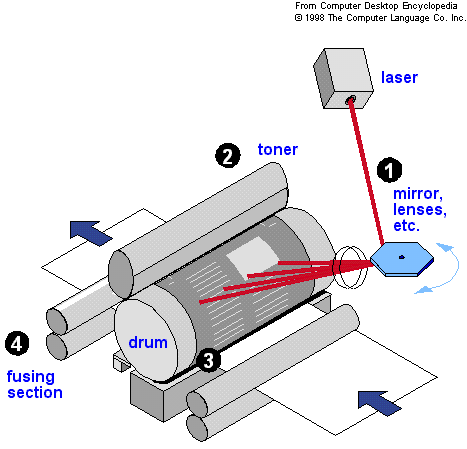 From Computer Desktop Encyclopedia
© 1998 The Computer Language Co. Inc.
laser
2
toner
1
mirror,
lenses,
etc.
4
drum
3
fusing
section